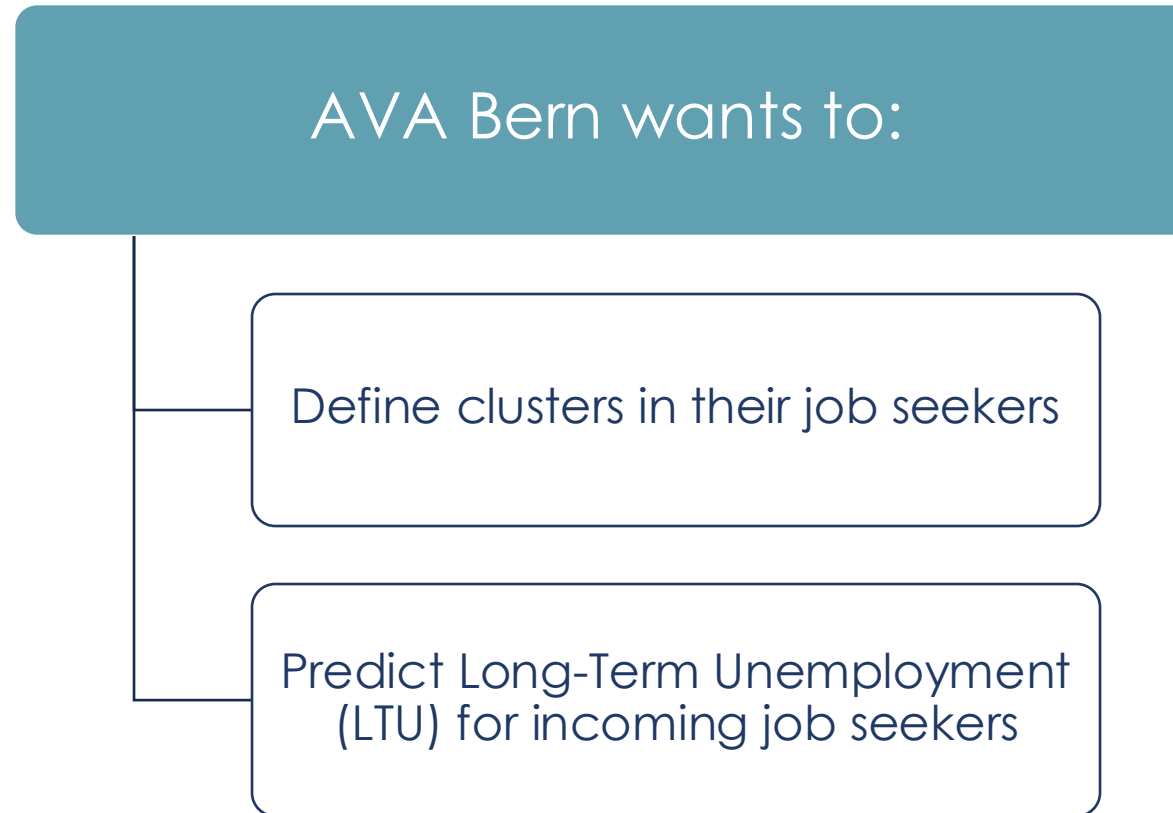 AVA Bern wants to:
Define clusters in their job seekers
Predict Long-Term Unemployment
(LTU) for incoming job seekers